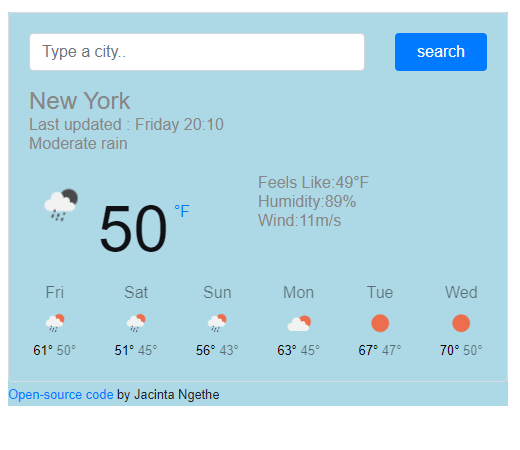 Type a city..
search
New York
Last updated : Friday 20:10
Moderate rain
50 °F
Feels Like:49°F
Humidity:89%
Wind:11m/s
Fri Sat Sun Mon Tue Wed
61° 50° 51° 45° 56° 43° 63° 45° 67° 47° 70° 50°
Open-source code by Jacinta Ngethe